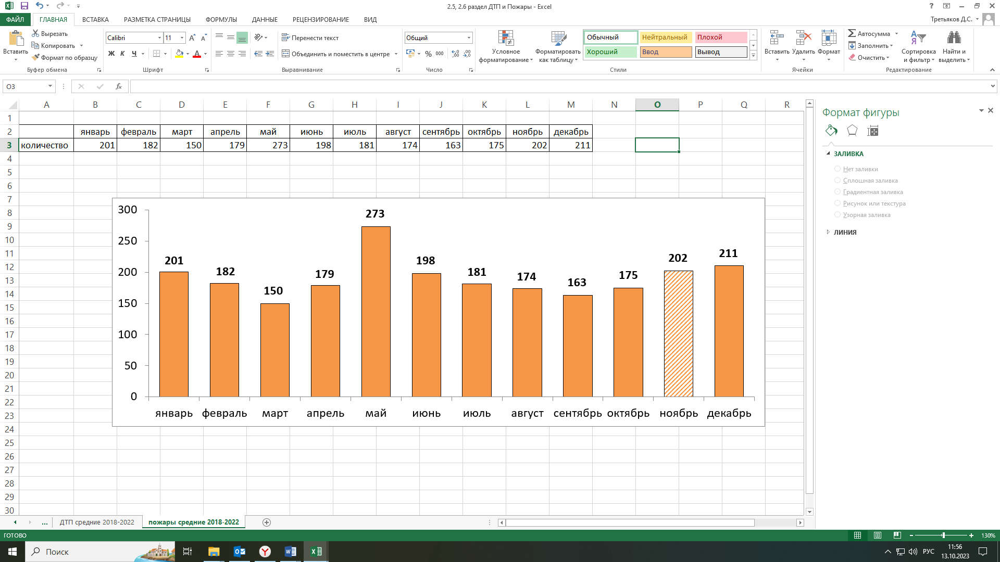 2.5, 2.6 раздел ДТП и Пожары - Excel
ФАЙЛ ГЛАВНАЯ ВСТАВКА РАЗМЕТКА СТРАНИЦЫ ФОРМУЛЫ ДАННЫЕ РЕЦЕНЗИРОВАНИЕ ВИД Третьяков Д.С.
Вставить
Вырезать
Копировать
Формат по образцу
Буфер обмена
Calibri 11
Ж К Ч
Шрифт
Перенести текст
Объединить и поместить в центре
Выравнивание
Общий
% 000
Число
Условное форматирование
Форматировать как таблицу
Обычный Нейтральный Плохой
Хороший Ввод Вывод
Стили
Вставить Удалить Формат
Ячейки
Автосумма
Заполнить
Очистить
Сортировка и фильтр
Найти и выделить
Редактирование
O3
fx
A B C D E F G H I J K L M N O P Q R
1
2 январь февраль март апрель май июнь июль август сентябрь октябрь ноябрь декабрь
3 количество 201 182 150 179 273 198 181 174 163 175 202 211
4
5
6
7
8
9
10
11
12
13
14
15
16
17
18
19
20
21
22
23
24
25
26
27
28
29
30
300
250
200
150
100
50
0
201 182 150 179 273 198 181 174 163 175 202 211
январь февраль март апрель май июнь июль август сентябрь октябрь ноябрь декабрь
Формат фигуры
ЗАЛИВКА
Нет заливки
Сплошная заливка
Градиентная заливка
Рисунок или текстура
Узорная заливка
ЛИНИЯ
... ДТП средние 2018-2022 пожары средние 2018-2022
ГОТОВО 130%
Поиск
РУС
11:56
13.10.2023